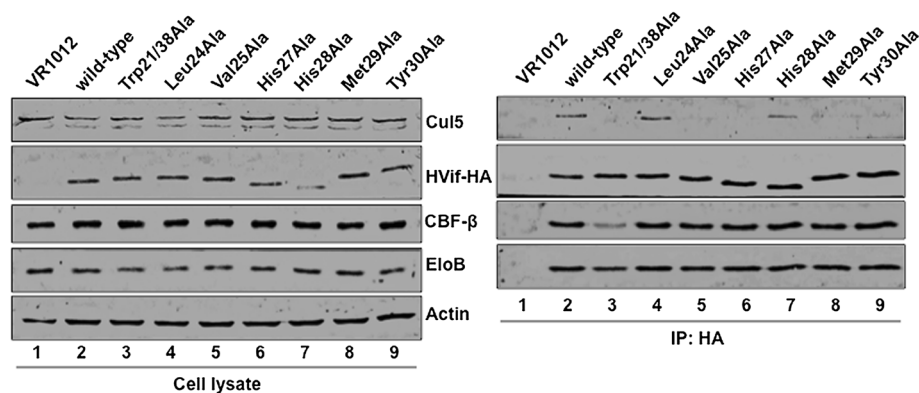 VR1012 wild-type Trp21/38Ala Leu24Ala Val25Ala His27Ala His28Ala Met29Ala Tyr30Ala
VR1012 wild-type Trp21/38Ala Leu24Ala Val25Ala His27Ala His28Ala Met29Ala Tyr30Ala
Cul5
HVif-HA
CBF-β
EloB
Actin
1 2 3 4 5 6 7 8 9
Cell lysate
1 2 3 4 5 6 7 8 9
IP: HA